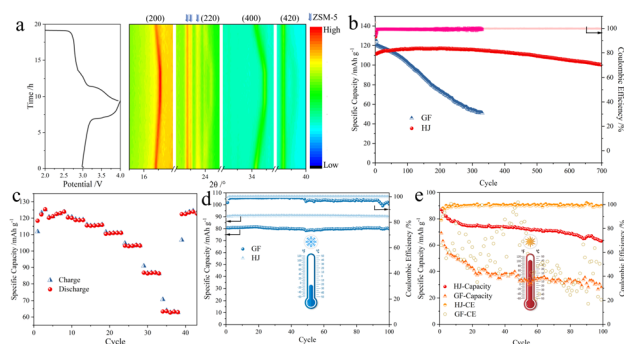 a
(200)
(220)
(400)
(420)
ZSM-5
High
Low
Time /h
20
15
10
5
0
2.0 2.5 3.0 3.5 4.0
Potential /V
16 24 34 40
2θ /°
b
Specific Capacity /mAh g⁻¹
160
140
120
100
80
60
40
20
0
GF
HJ
0 100 200 300 400 500 600 700
Cycle
100
80
60
40
20
0
Coulombic Efficiency /%
c
Specific Capacity /mAh g⁻¹
130
120
110
100
90
80
70
60
Charge
Discharge
0 10 20 30 40
Cycle
d
Specific Capacity /mAh g⁻¹
110
100
90
80
70
60
50
40
30
20
10
0
GF
HJ
0 20 40 60 80 100
Cycle
100
80
60
40
20
0
Coulombic Efficiency /%
e
Specific Capacity /mAh g⁻¹
HJ-Capacity
GF-Capacity
HJ-CE
GF-CE
0 20 40 60 80 100
Cycle
100
80
60
40
20
0
Coulombic Efficiency /%